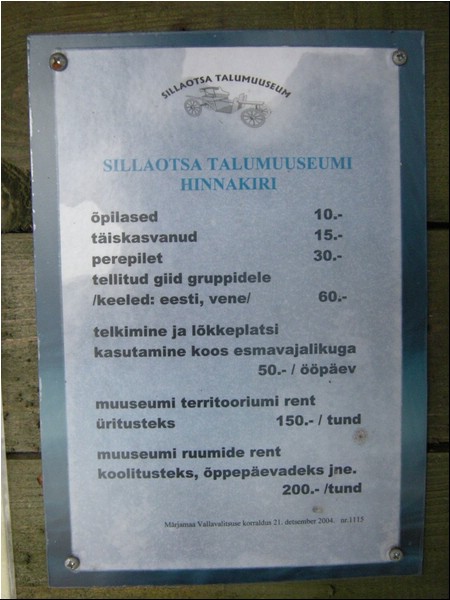 SILLAOTSA TALUMUUSEUM
SILLAOTSA TALUMUUSEUMI
HINNAKIRI
õpilased 10.-
täiskasvanud 15.-
perepilet 30.-
tellitud giid gruppidele
/keeled: eesti, vene/ 60.-
telkimine ja lõkkeplatsi
kasutamine koos esmavajalikuga
50.- / ööpäev
muuseumi territooriumi rent
üritusteks 150.- / tund
muuseumi ruumide rent
koolitusteks, õppepäevadeks jne.
200.- /tund
Märjamaa Vallavalitsuse korraldus 21. detsember 2004. nr.1113